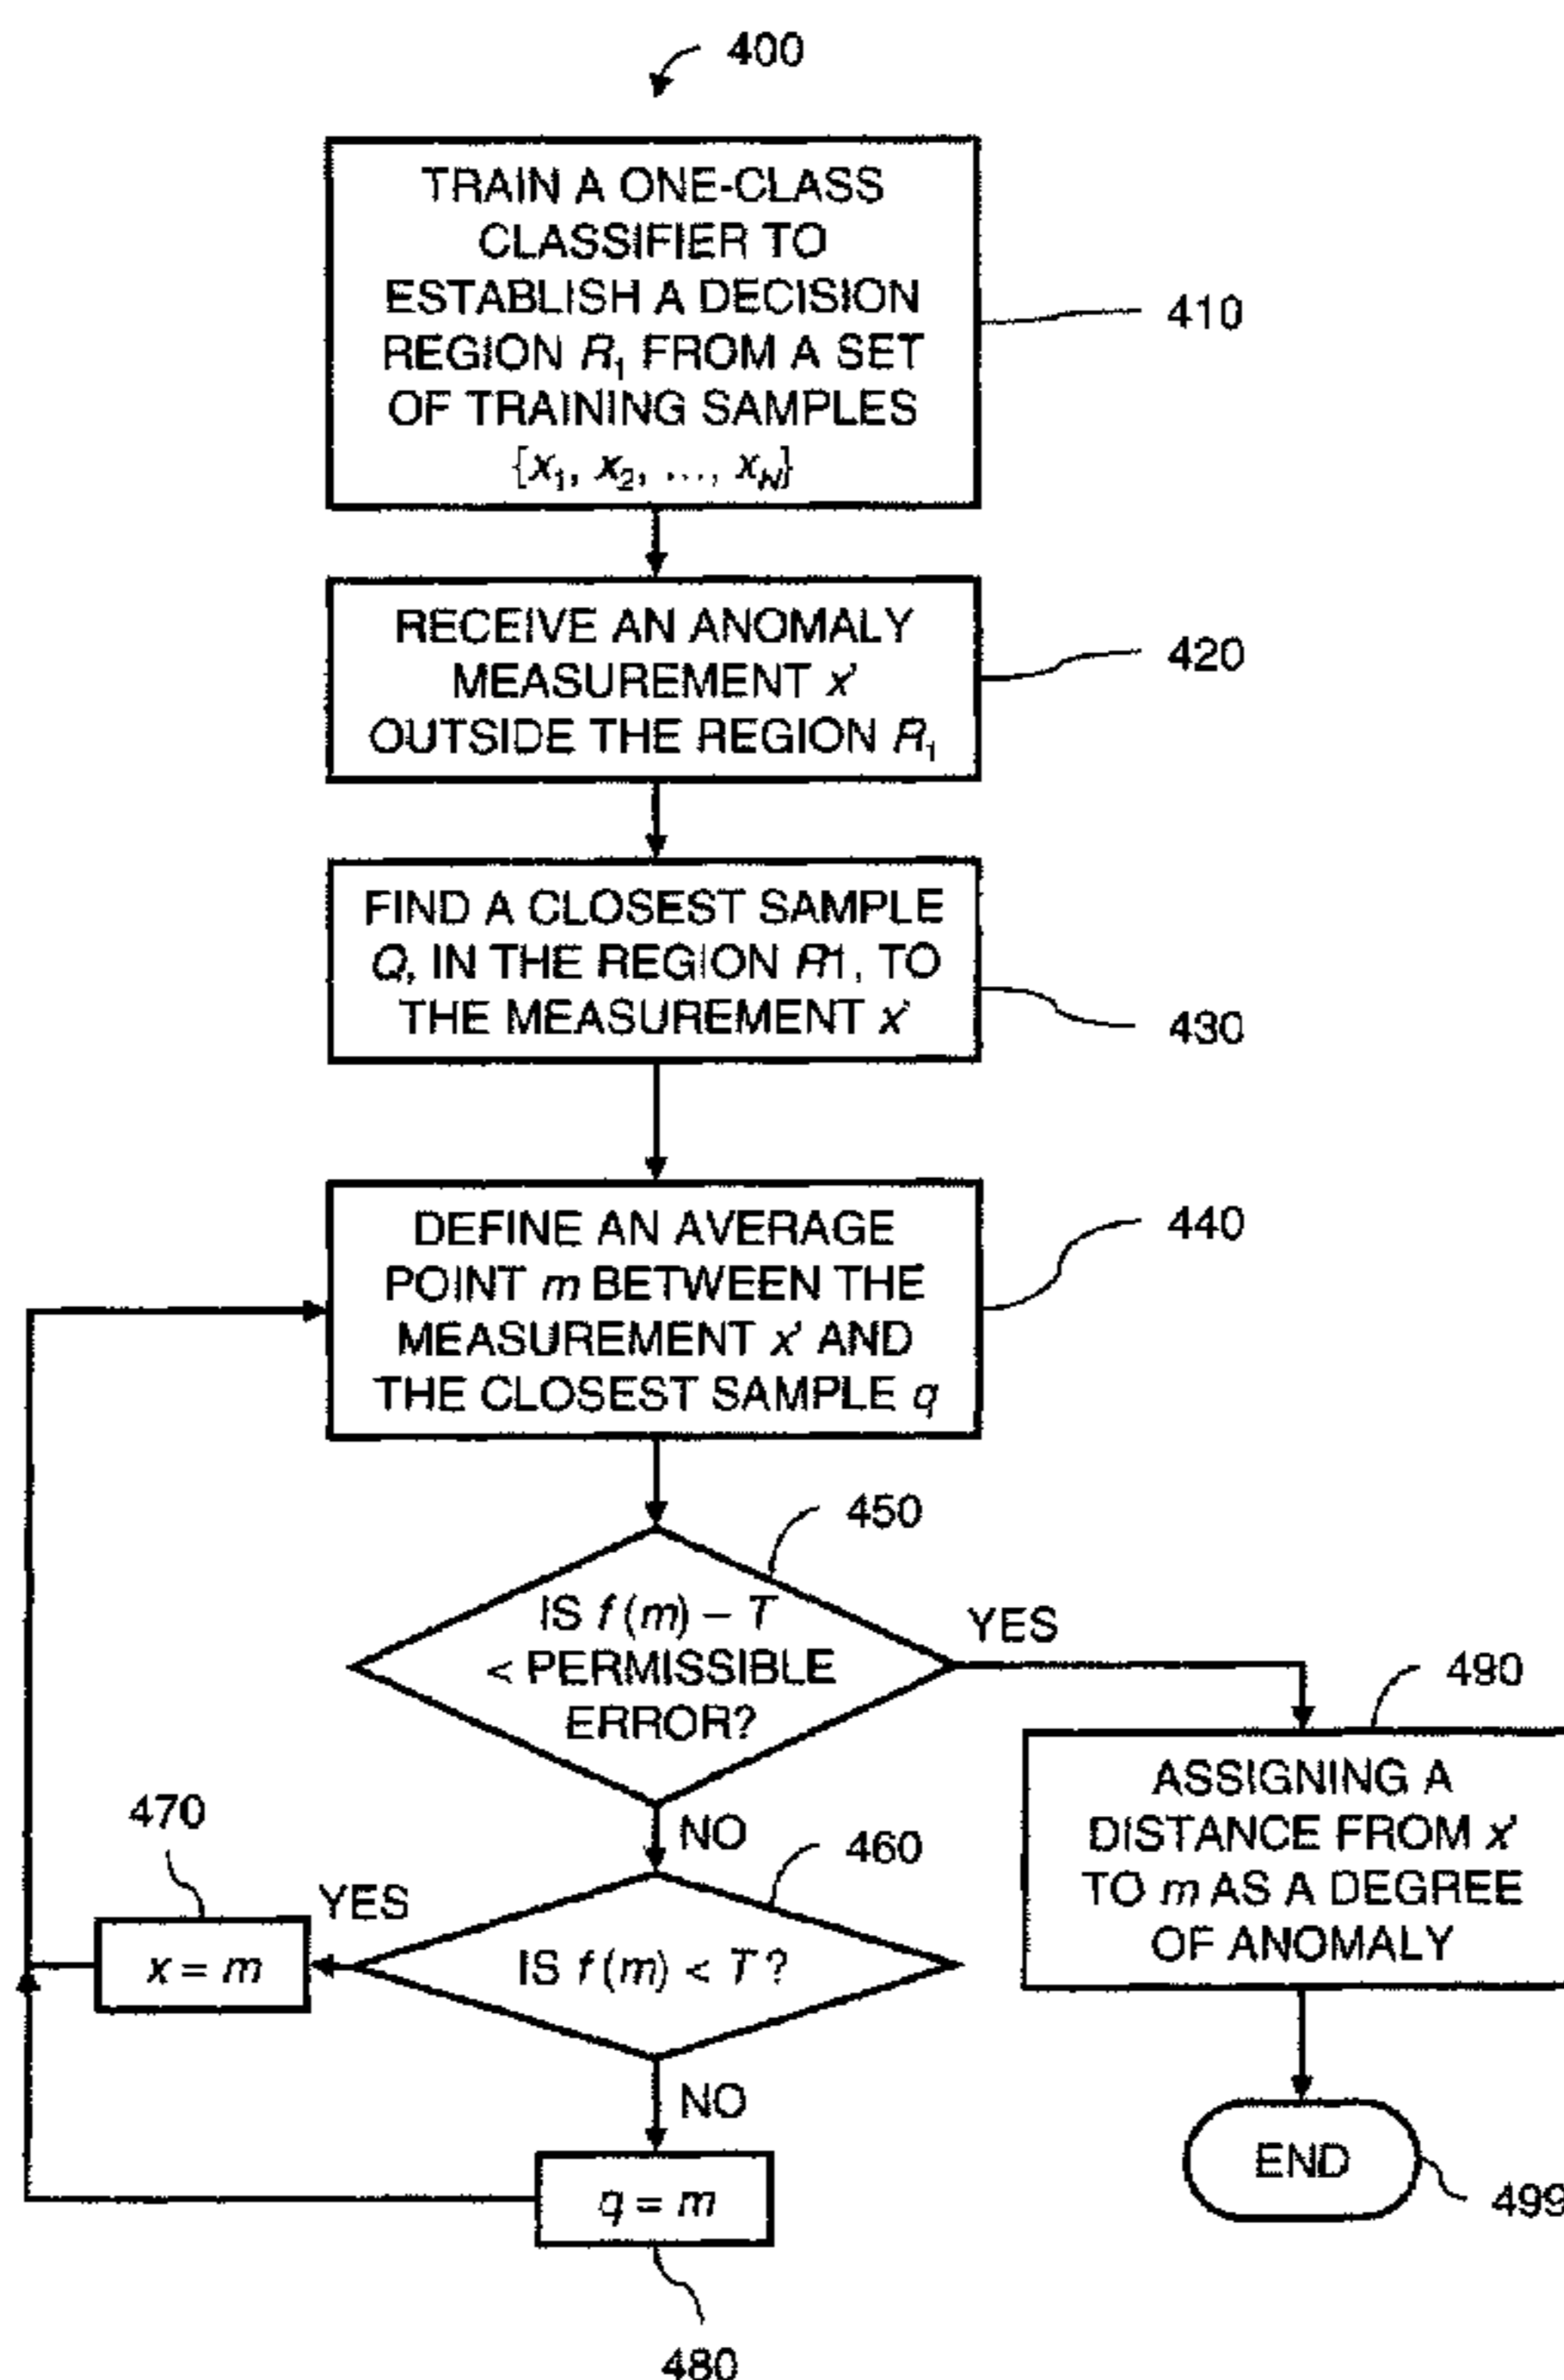 400
TRAIN A ONE-CLASS
CLASSIFIER TO
ESTABLISH A DECISION
REGION R₁ FROM A SET
OF TRAINING SAMPLES
{x₁, x₂, ..., x_N}
410
RECEIVE AN ANOMALY
MEASUREMENT x'
OUTSIDE THE REGION R₁
420
FIND A CLOSEST SAMPLE
Q, IN THE REGION R1, TO
THE MEASUREMENT x'
430
DEFINE AN AVERAGE
POINT m BETWEEN THE
MEASUREMENT x' AND
THE CLOSEST SAMPLE q
440
450
IS f (m) – T
< PERMISSIBLE
ERROR?
YES
490
ASSIGNING A
DISTANCE FROM x'
TO m AS A DEGREE
OF ANOMALY
NO
460
470
YES
x = m
IS f (m) < T ?
NO
END
499
q = m
480